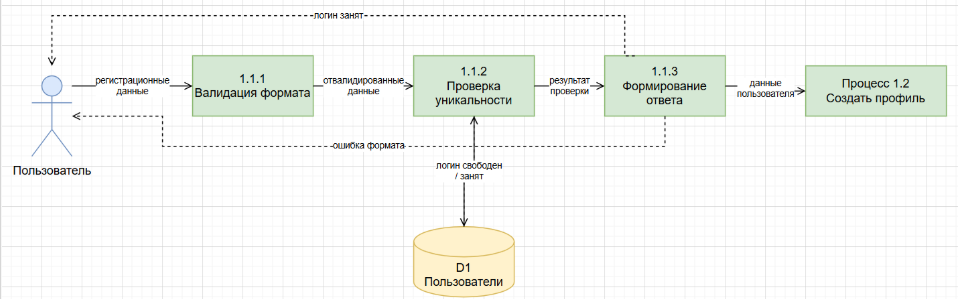 логин занят
регистрационные
данные
1.1.1
Валидация формата
отвалидированные
данные
1.1.2
Проверка
уникальности
результат
проверки
1.1.3
Формирование
ответа
данные
пользователя
Процесс 1.2
Создать профиль
ошибка формата
Пользователь
логин свободен
/ занят
D1
Пользователи